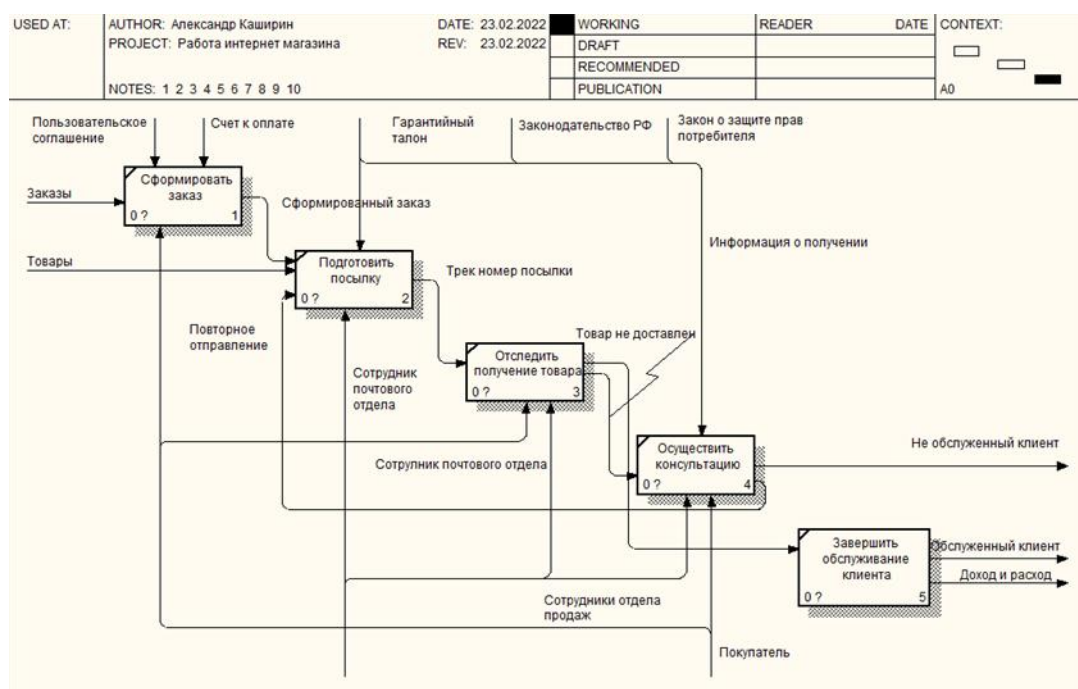 USED AT:
AUTHOR: Александр Каширин
DATE: 23.02.2022
WORKING
READER
DATE
CONTEXT:
PROJECT: Работа интернет магазина
REV: 23.02.2022
DRAFT
RECOMMENDED
NOTES: 1 2 3 4 5 6 7 8 9 10
PUBLICATION
A0
Пользовательское
соглашение
Счет к оплате
Гарантийный
талон
Законодательство РФ
Закон о защите прав
потребителя
Заказы
Сформировать
заказ
0 ?
1
Сформированный заказ
Товары
Подготовить
посылку
0 ?
2
Информация о получении
Трек номер посылки
Повторное
отправление
Товар не доставлен
Отследить
получение товара
0 ?
3
Сотрудник
почтового
отдела
Сотрулник почтового отдела
Осуществить
консультацию
0 ?
4
Не обслуженный клиент
Завершить
обслуживание
клиента
0 ?
5
Обслуженный клиент
Доход и расход
Сотрудники отдела
продаж
Покупатель